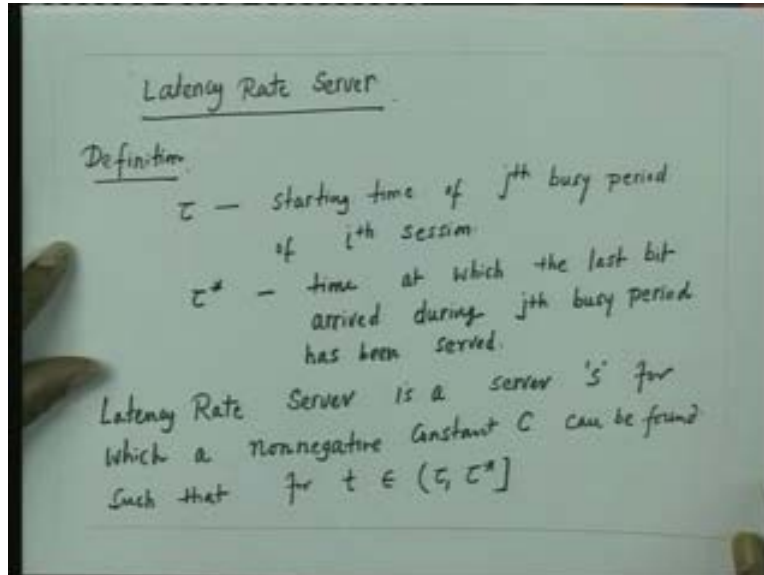 Latency Rate Server
Definition
τ — starting time of jth busy period
of ith session
τ* — time at which the last bit
arrived during jth busy period
has been served.
Latency Rate Server is a server 's' for
which a nonnegative constant C can be found
such that for t ∈ (τ, τ*]